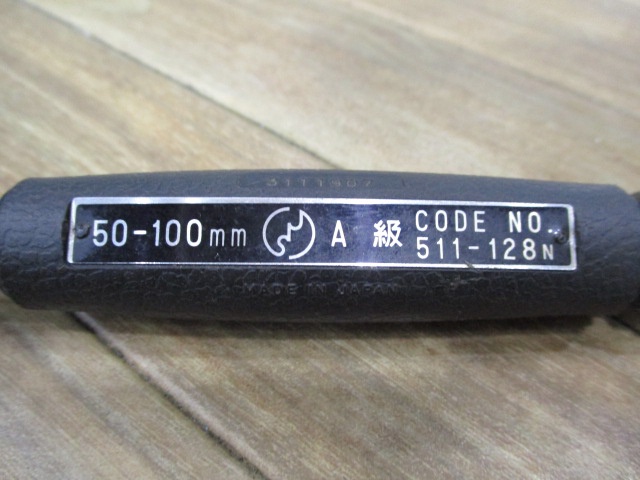 50-100mm A 級 CODE NO.
511-128N
MADE IN JAPAN